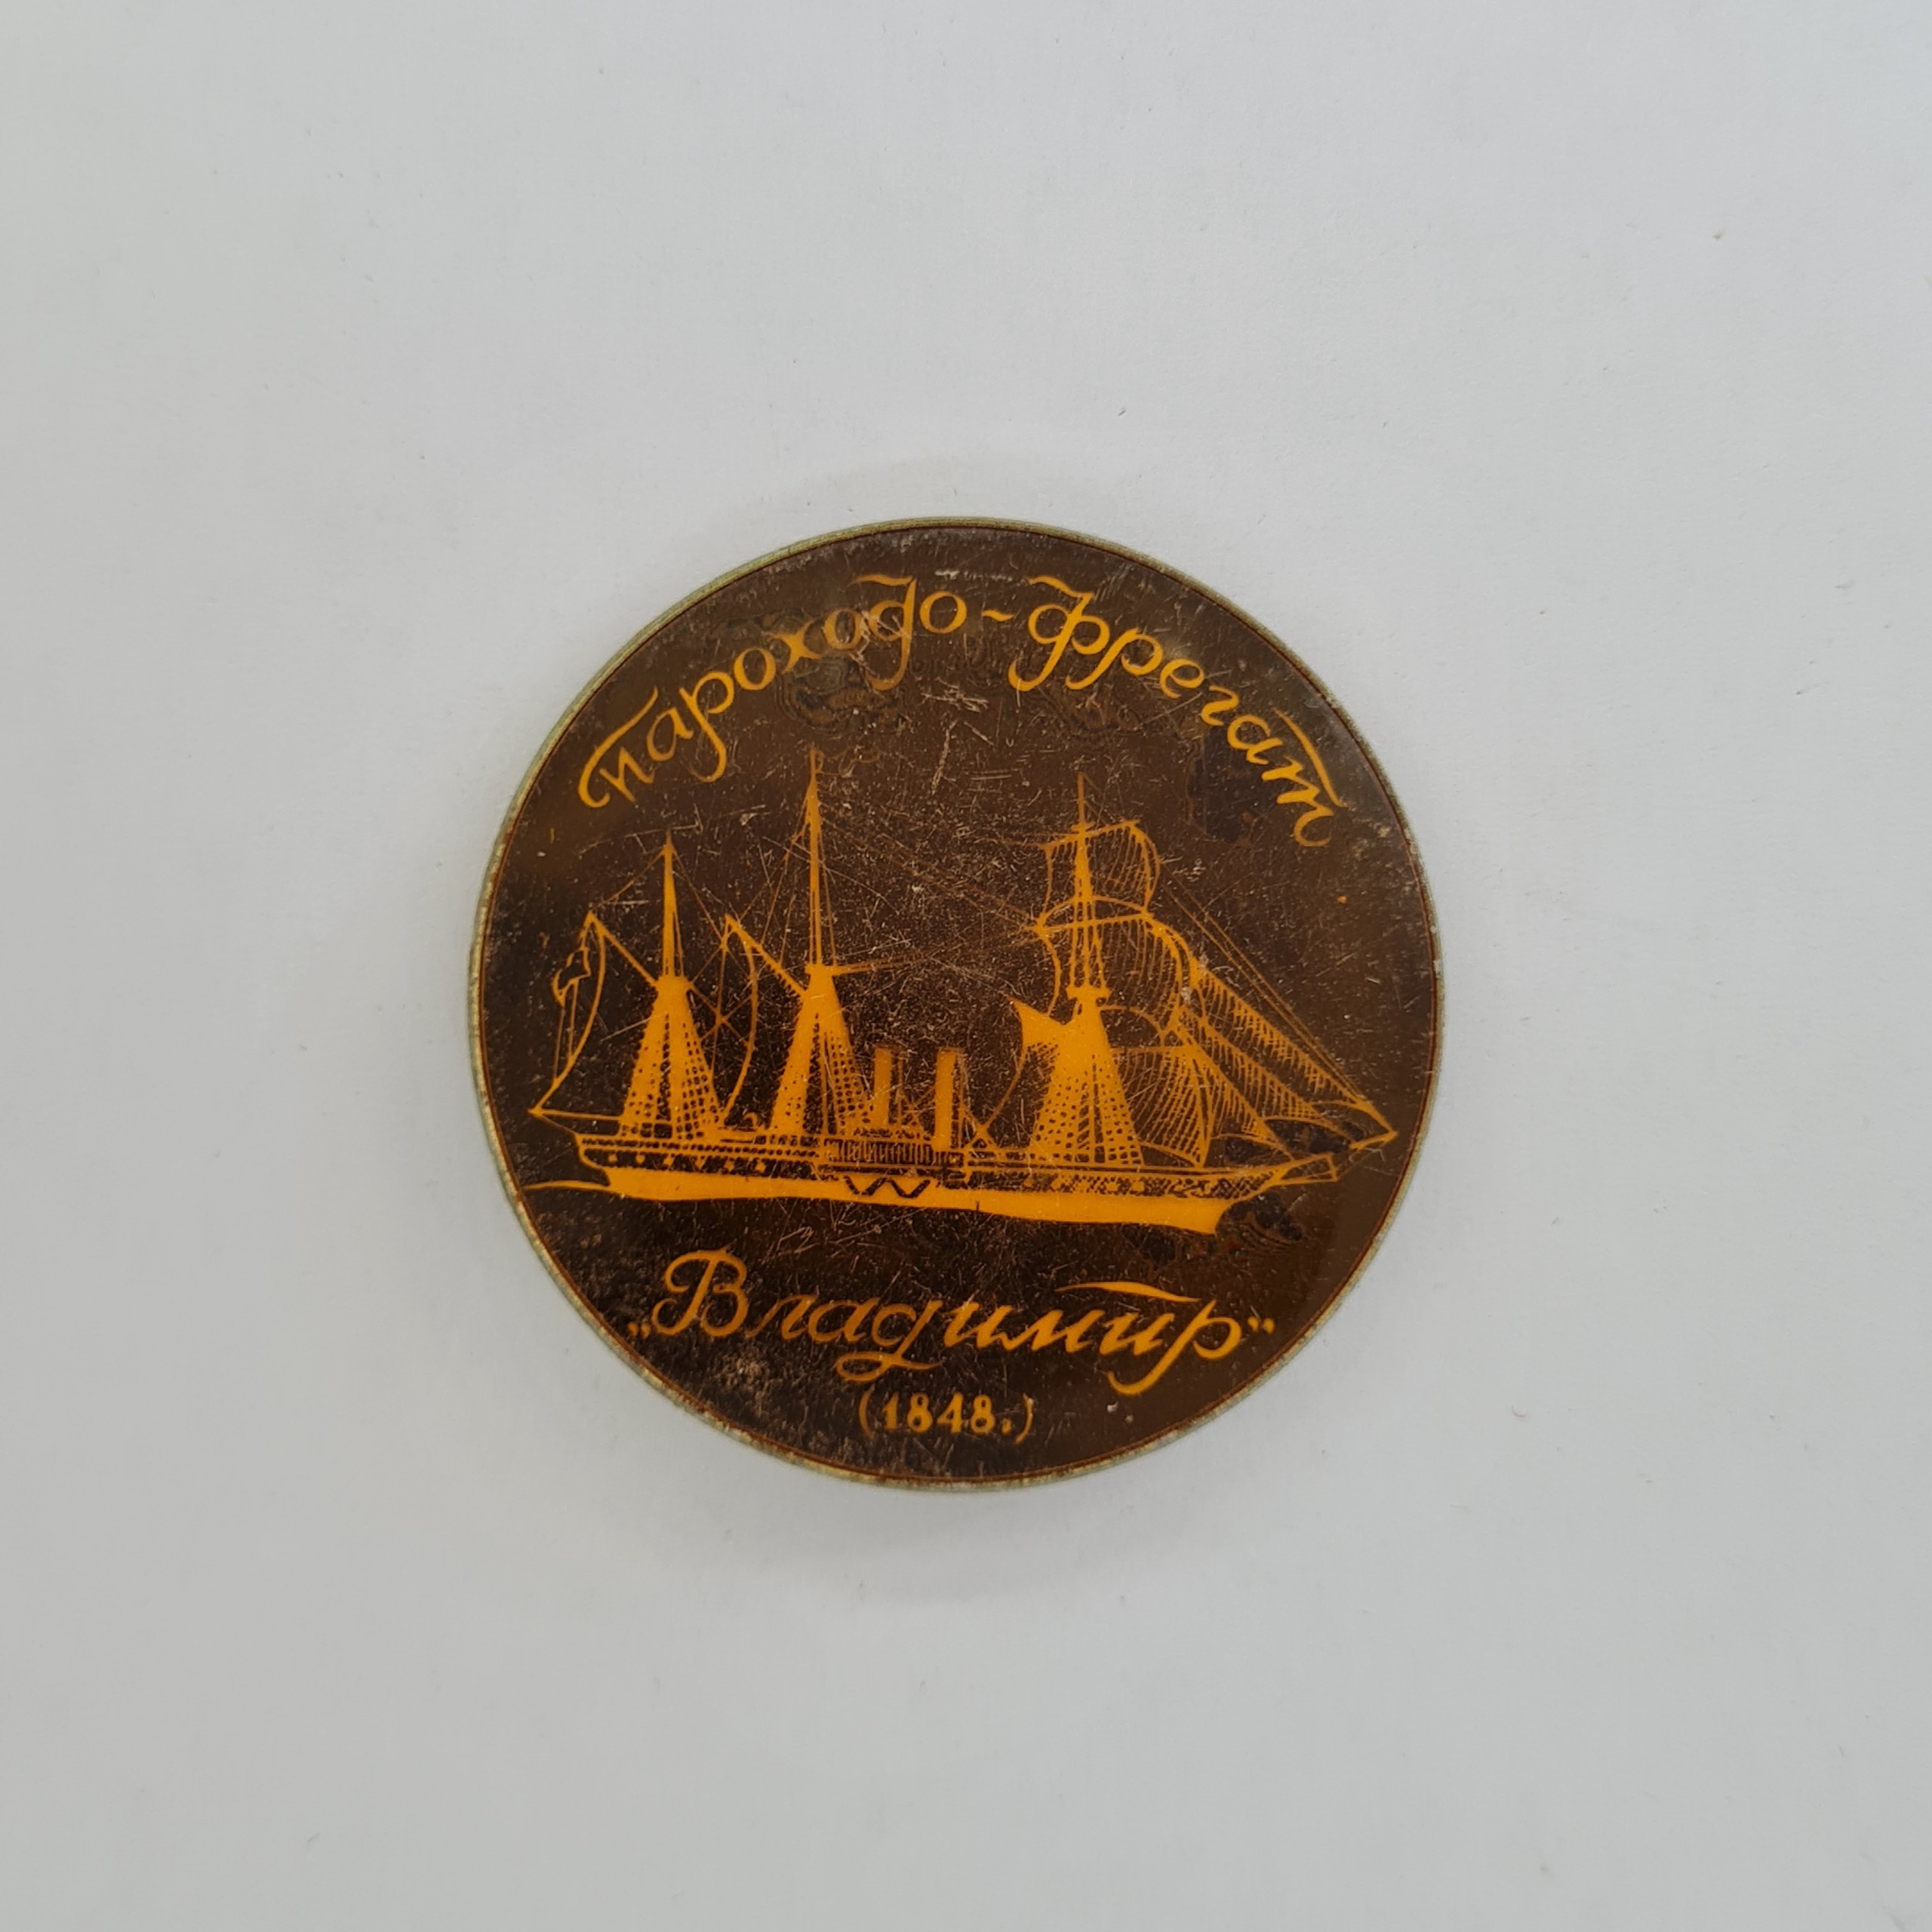 Пароходо-фрегат
„Владимир“
(1848.)